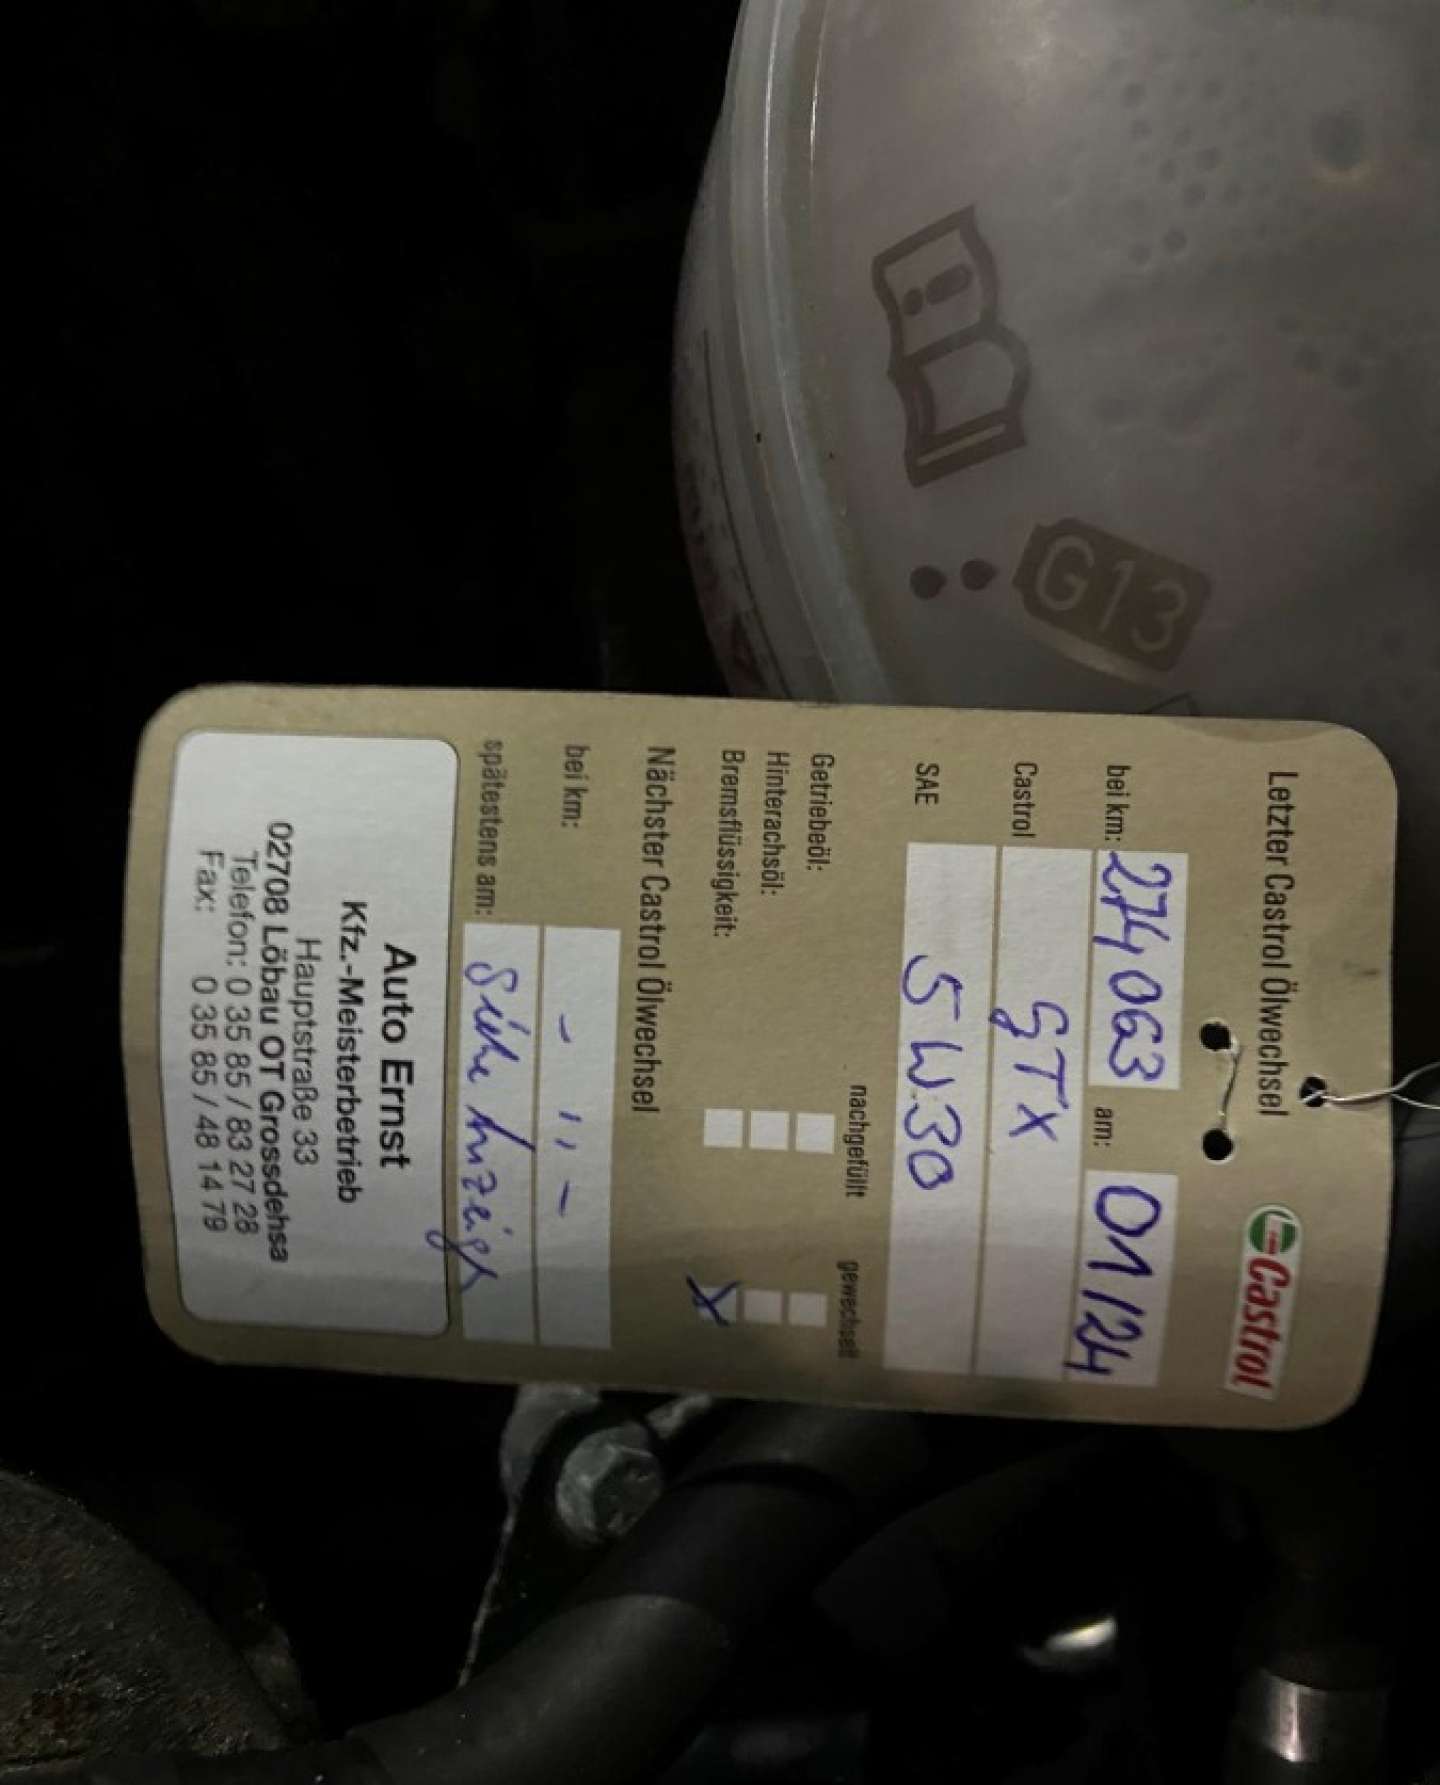 G13
Letzter Castrol Ölwechsel
Castrol
bei km: 274063 am: 01/24
Castrol GTX
SAE 5W30
nachgefüllt gewechselt
Getriebeöl:
Hinterachsöl:
Bremsflüssigkeit: X
Nächster Castrol Ölwechsel
bei km: - '' -
spätestens am: Siehe Anzeige
Auto Ernst
Kfz.-Meisterbetrieb
Hauptstraße 33
02708 Löbau OT Grossdehsa
Telefon: 0 35 85 / 83 27 28
Fax: 0 35 85 / 48 14 79